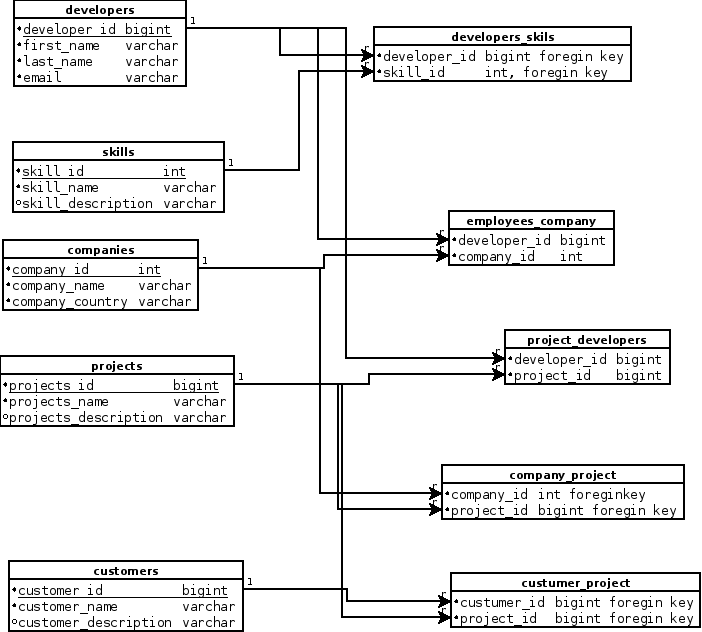 developers
developer_id bigint
first_name varchar
last_name varchar
email varchar
1
developers_skils
developer_id bigint foregin key
skill_id int, foregin key
r
r
skills
skill_id int
skill_name varchar
skill_description varchar
1
employees_company
developer_id bigint
company_id int
r
r
companies
company_id int
company_name varchar
company_country varchar
1
project_developers
developer_id bigint
project_id bigint
r
r
projects
projects_id bigint
projects_name varchar
projects_description varchar
1
company_project
company_id int foreginkey
project_id bigint foregin key
r
r
customers
customer_id bigint
customer_name varchar
customer_description varchar
1
custumer_project
custumer_id bigint foregin key
project_id bigint foregin key
r
r